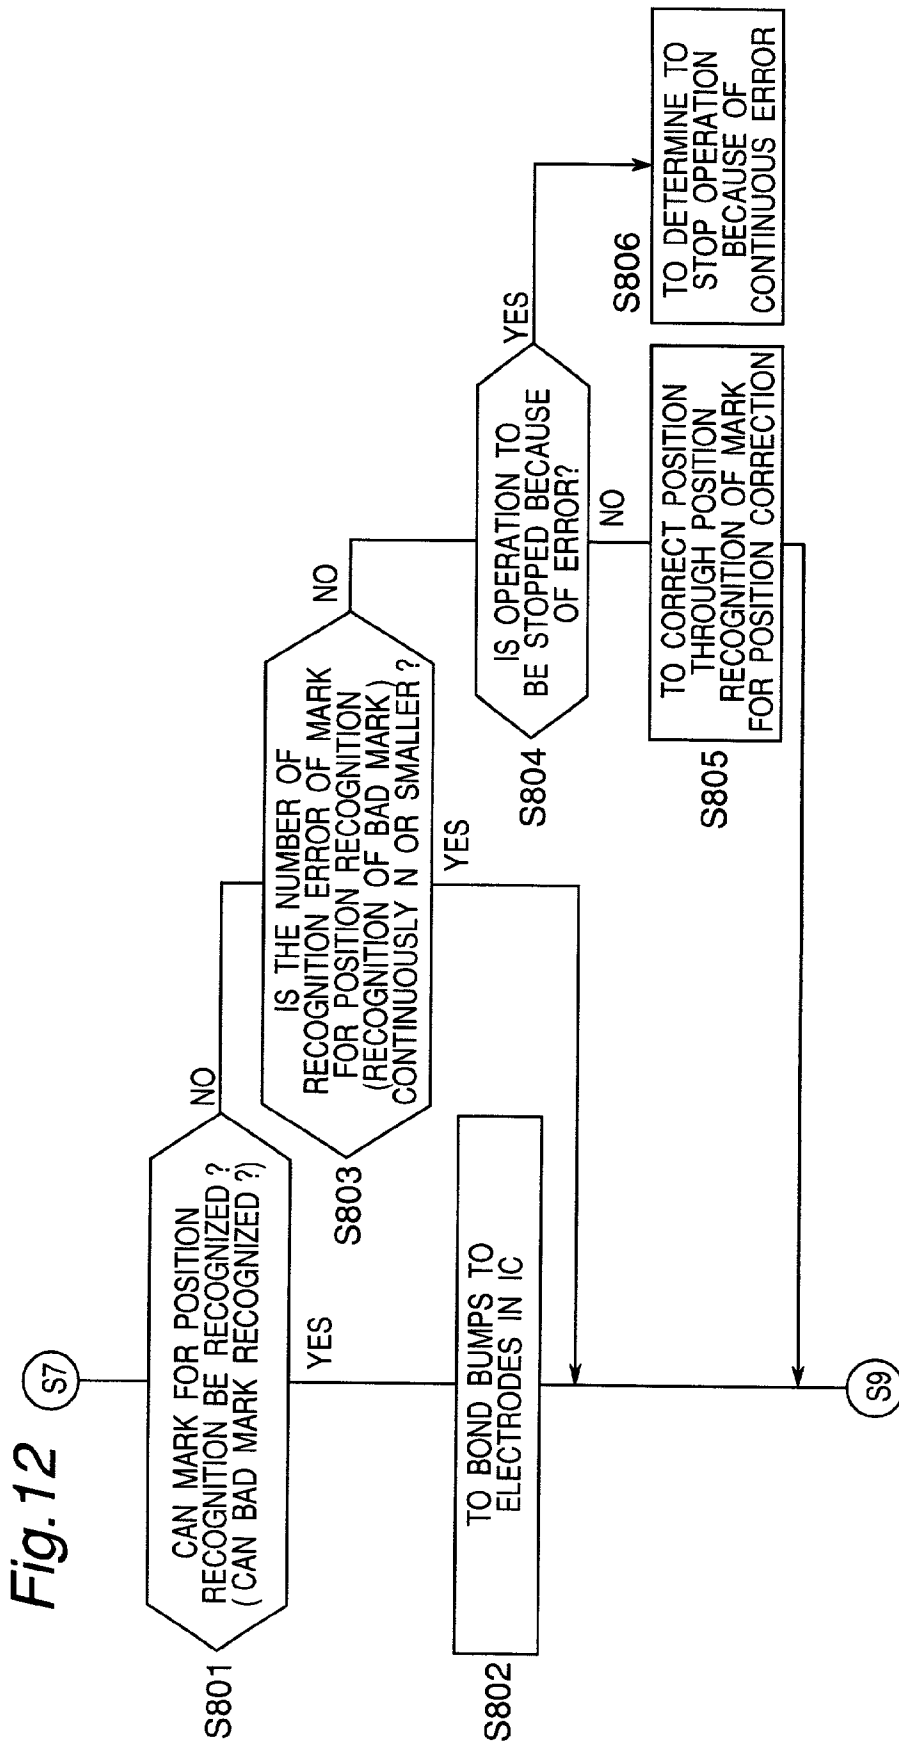 Fig.12
S7
S801
CAN MARK FOR POSITION
RECOGNITION BE RECOGNIZED ?
( CAN BAD MARK RECOGNIZED ?)
NO
YES
S803
IS THE NUMBER OF
RECOGNITION ERROR OF MARK
FOR POSITION RECOGNITION
(RECOGNITION OF BAD MARK )
CONTINUOUSLY N OR SMALLER ?
NO
YES
S802
TO BOND BUMPS TO
ELECTRODES IN IC
S804
IS OPERATION TO
BE STOPPED BECAUSE
OF ERROR?
YES
NO
S805
TO CORRECT POSITION
THROUGH POSITION
RECOGNITION OF MARK
FOR POSITION CORRECTION
S806
TO DETERMINE TO
STOP OPERATION
BECAUSE OF
CONTINUOUS ERROR
S9